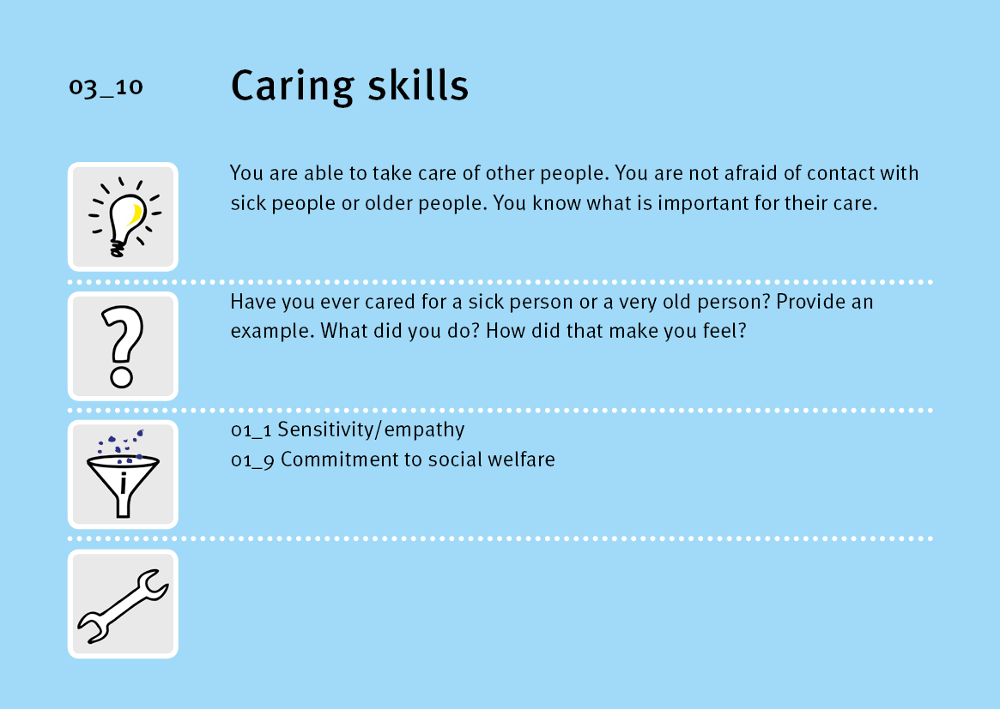 03_10
Caring skills
You are able to take care of other people. You are not afraid of contact with
sick people or older people. You know what is important for their care.
Have you ever cared for a sick person or a very old person? Provide an
example. What did you do? How did that make you feel?
i
01_1 Sensitivity/empathy
01_9 Commitment to social welfare